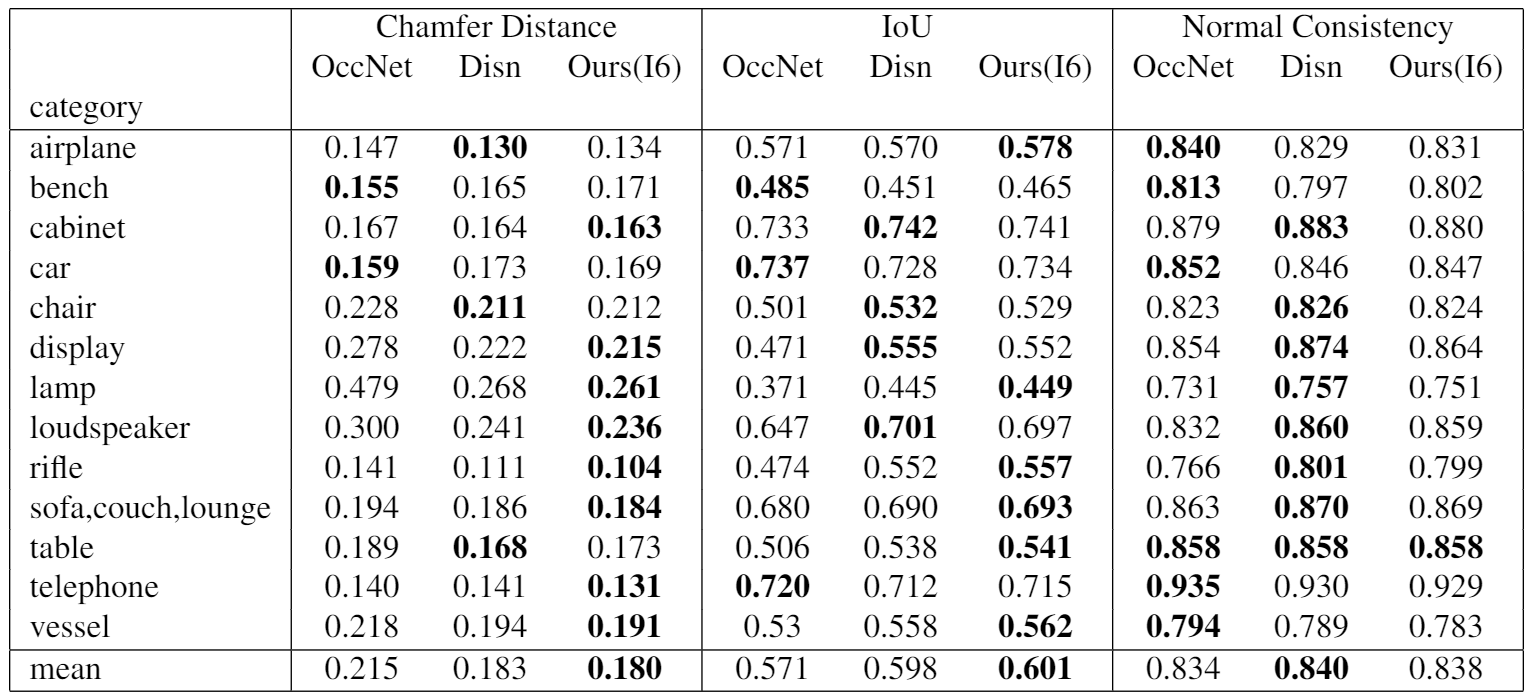 Chamfer Distance IoU Normal Consistency
OccNet Disn Ours(I6) OccNet Disn Ours(I6) OccNet Disn Ours(I6)
category
airplane 0.147 0.130 0.134 0.571 0.570 0.578 0.840 0.829 0.831
bench 0.155 0.165 0.171 0.485 0.451 0.465 0.813 0.797 0.802
cabinet 0.167 0.164 0.163 0.733 0.742 0.741 0.879 0.883 0.880
car 0.159 0.173 0.169 0.737 0.728 0.734 0.852 0.846 0.847
chair 0.228 0.211 0.212 0.501 0.532 0.529 0.823 0.826 0.824
display 0.278 0.222 0.215 0.471 0.555 0.552 0.854 0.874 0.864
lamp 0.479 0.268 0.261 0.371 0.445 0.449 0.731 0.757 0.751
loudspeaker 0.300 0.241 0.236 0.647 0.701 0.697 0.832 0.860 0.859
rifle 0.141 0.111 0.104 0.474 0.552 0.557 0.766 0.801 0.799
sofa,couch,lounge 0.194 0.186 0.184 0.680 0.690 0.693 0.863 0.870 0.869
table 0.189 0.168 0.173 0.506 0.538 0.541 0.858 0.858 0.858
telephone 0.140 0.141 0.131 0.720 0.712 0.715 0.935 0.930 0.929
vessel 0.218 0.194 0.191 0.53 0.558 0.562 0.794 0.789 0.783
mean 0.215 0.183 0.180 0.571 0.598 0.601 0.834 0.840 0.838